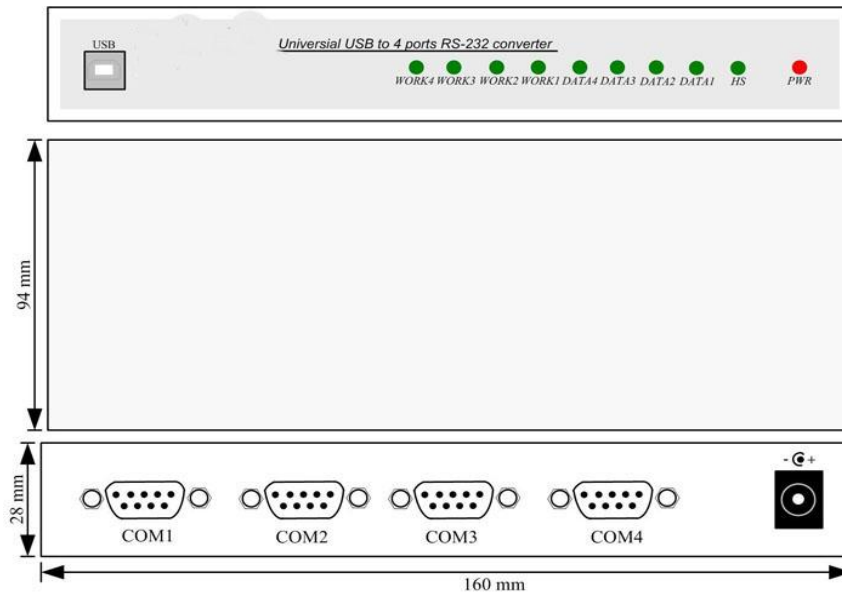 USB
Universial USB to 4 ports RS-232 converter
WORK4 WORK3 WORK2 WORK1 DATA4 DATA3 DATA2 DATA1 HS PWR
94 mm
28 mm
- +
COM1 COM2 COM3 COM4
160 mm